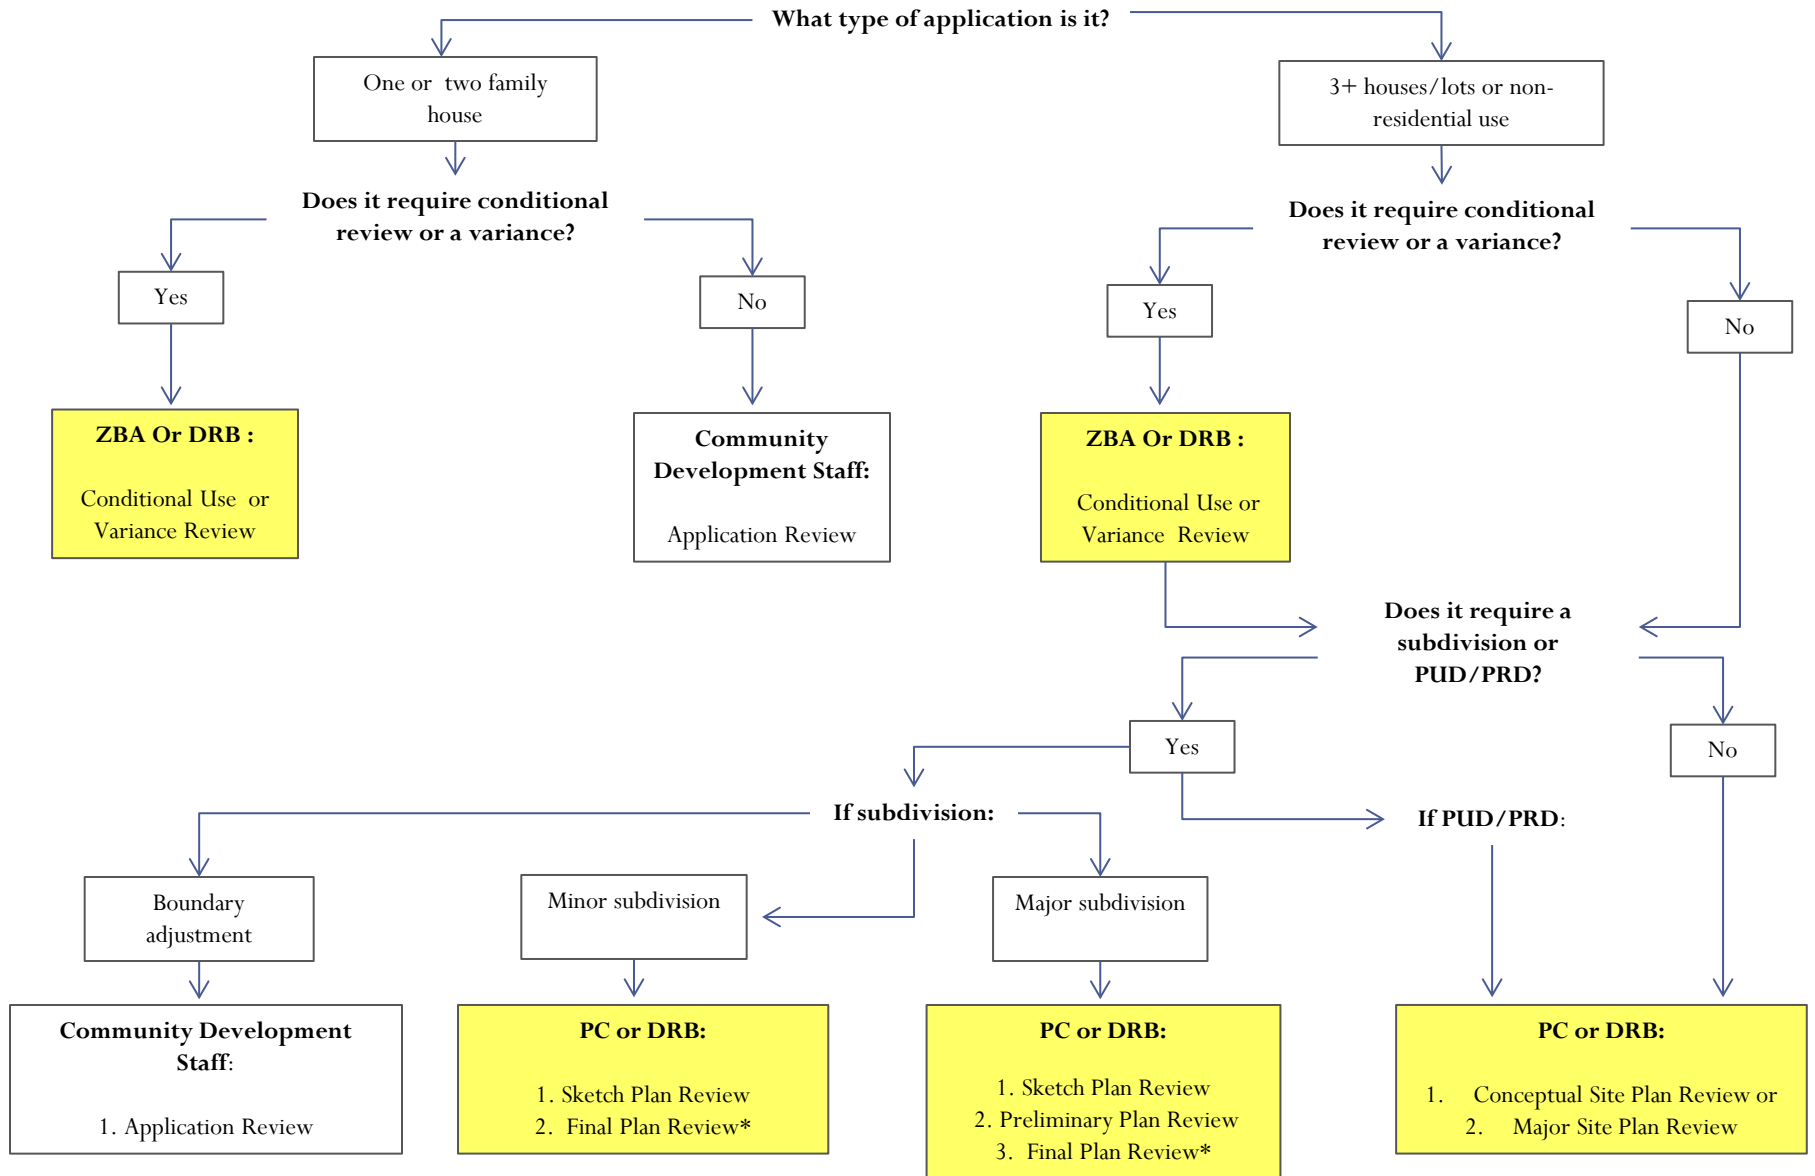 What type of application is it?
One or two family
house
3+ houses/lots or non-
residential use
Does it require conditional
review or a variance?
Does it require conditional
review or a variance?
Yes
No
Yes
No
ZBA Or DRB :
Conditional Use or
Variance Review
Community
Development Staff:
Application Review
ZBA Or DRB :
Conditional Use or
Variance Review
Does it require a
subdivision or
PUD/PRD?
Yes
No
If subdivision:
If PUD/PRD:
Boundary
adjustment
Minor subdivision
Major subdivision
Community Development
Staff:
1. Application Review
PC or DRB:
1. Sketch Plan Review
2. Final Plan Review*
PC or DRB:
1. Sketch Plan Review
2. Preliminary Plan Review
3. Final Plan Review*
PC or DRB:
1. Conceptual Site Plan Review or
2. Major Site Plan Review